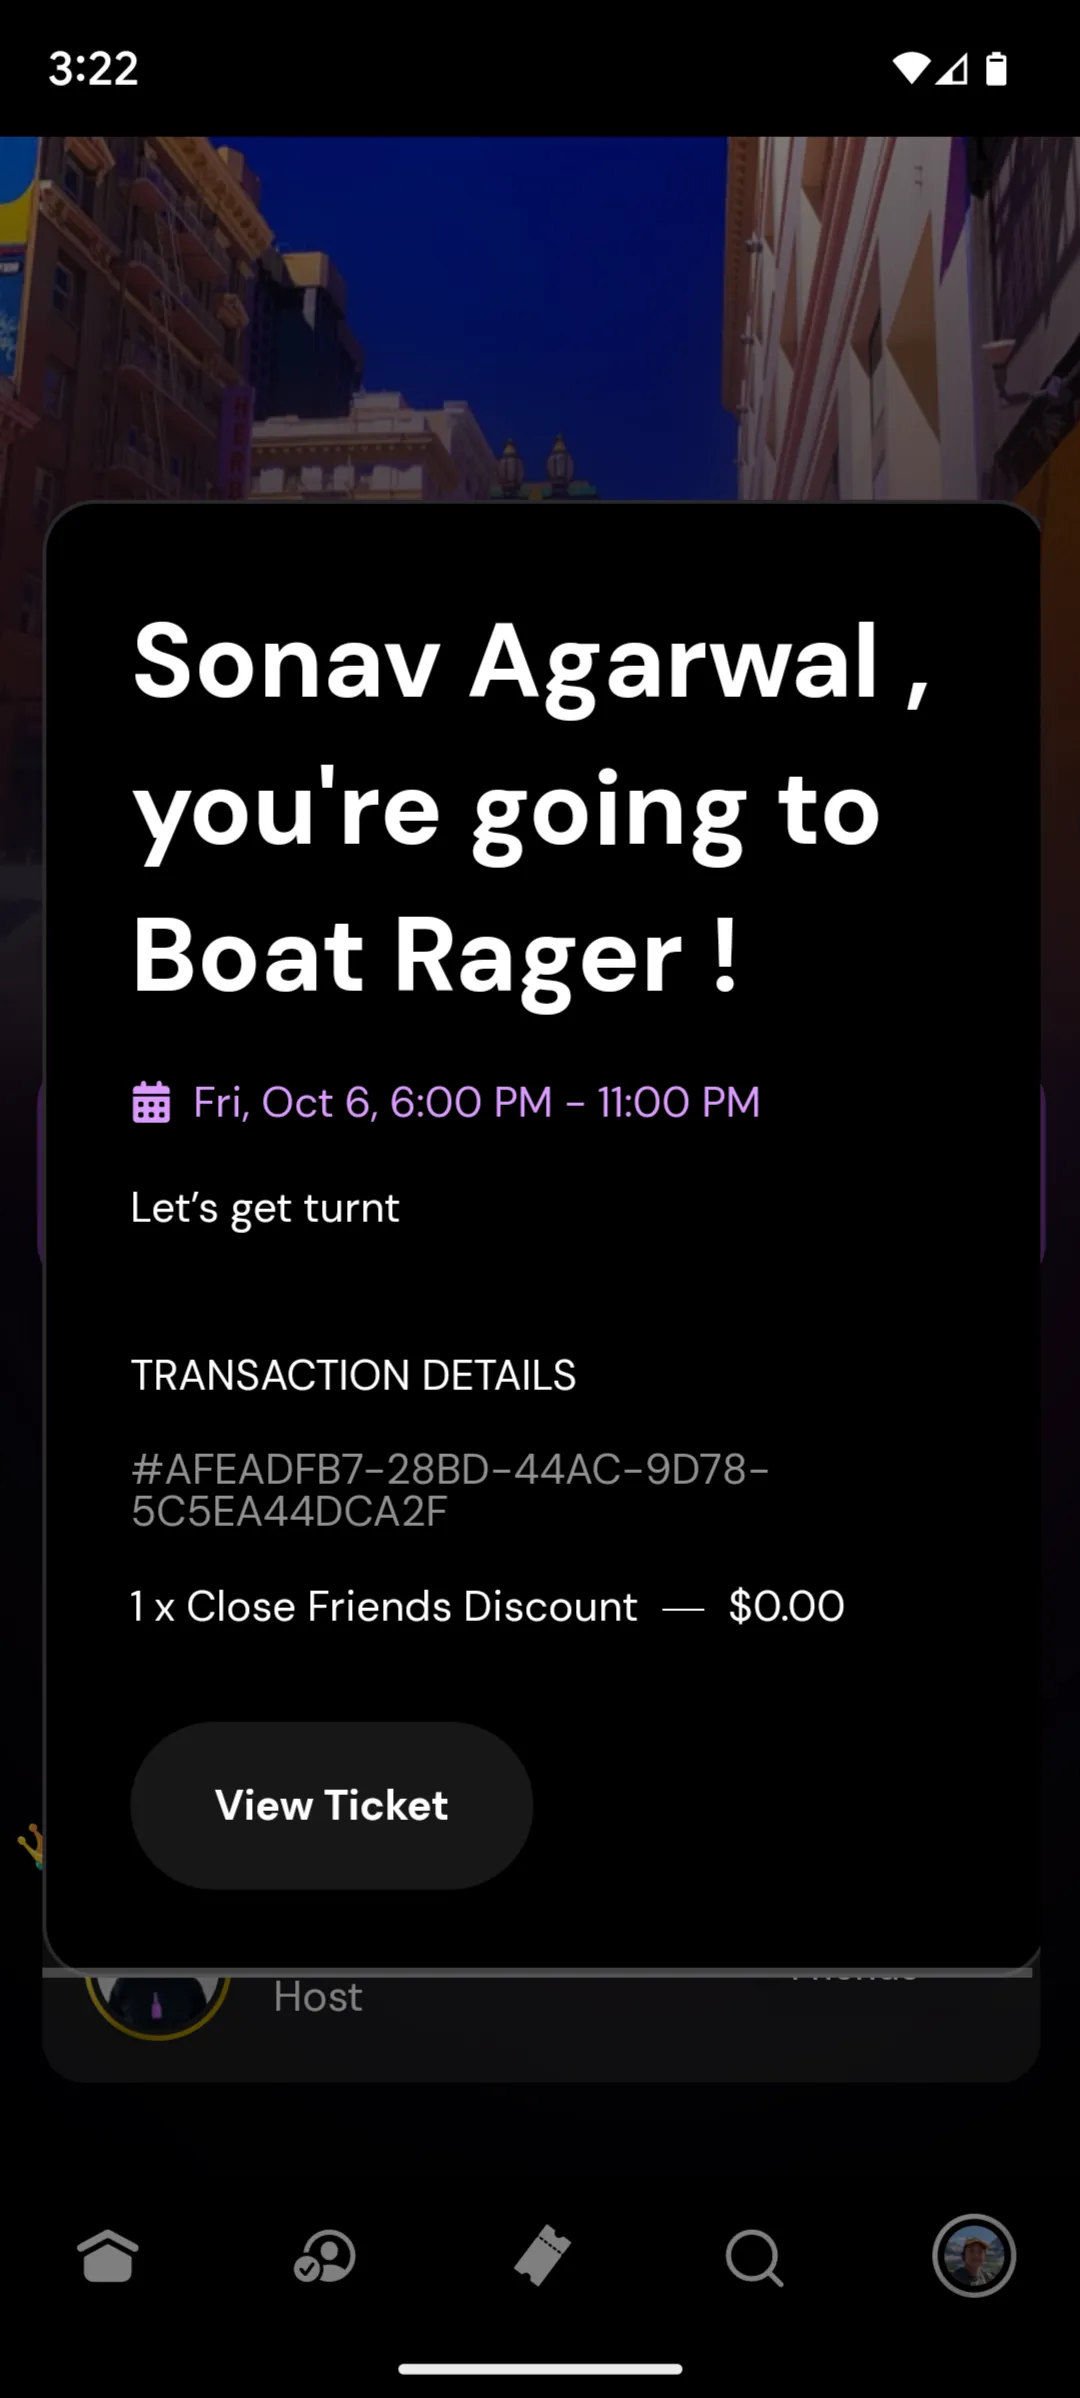 3:22
Sonav Agarwal ,
you're going to
Boat Rager !
Fri, Oct 6, 6:00 PM - 11:00 PM
Let’s get turnt
TRANSACTION DETAILS
#AFEADFB7-28BD-44AC-9D78-
5C5EA44DCA2F
1 x Close Friends Discount — $0.00
View Ticket
Host